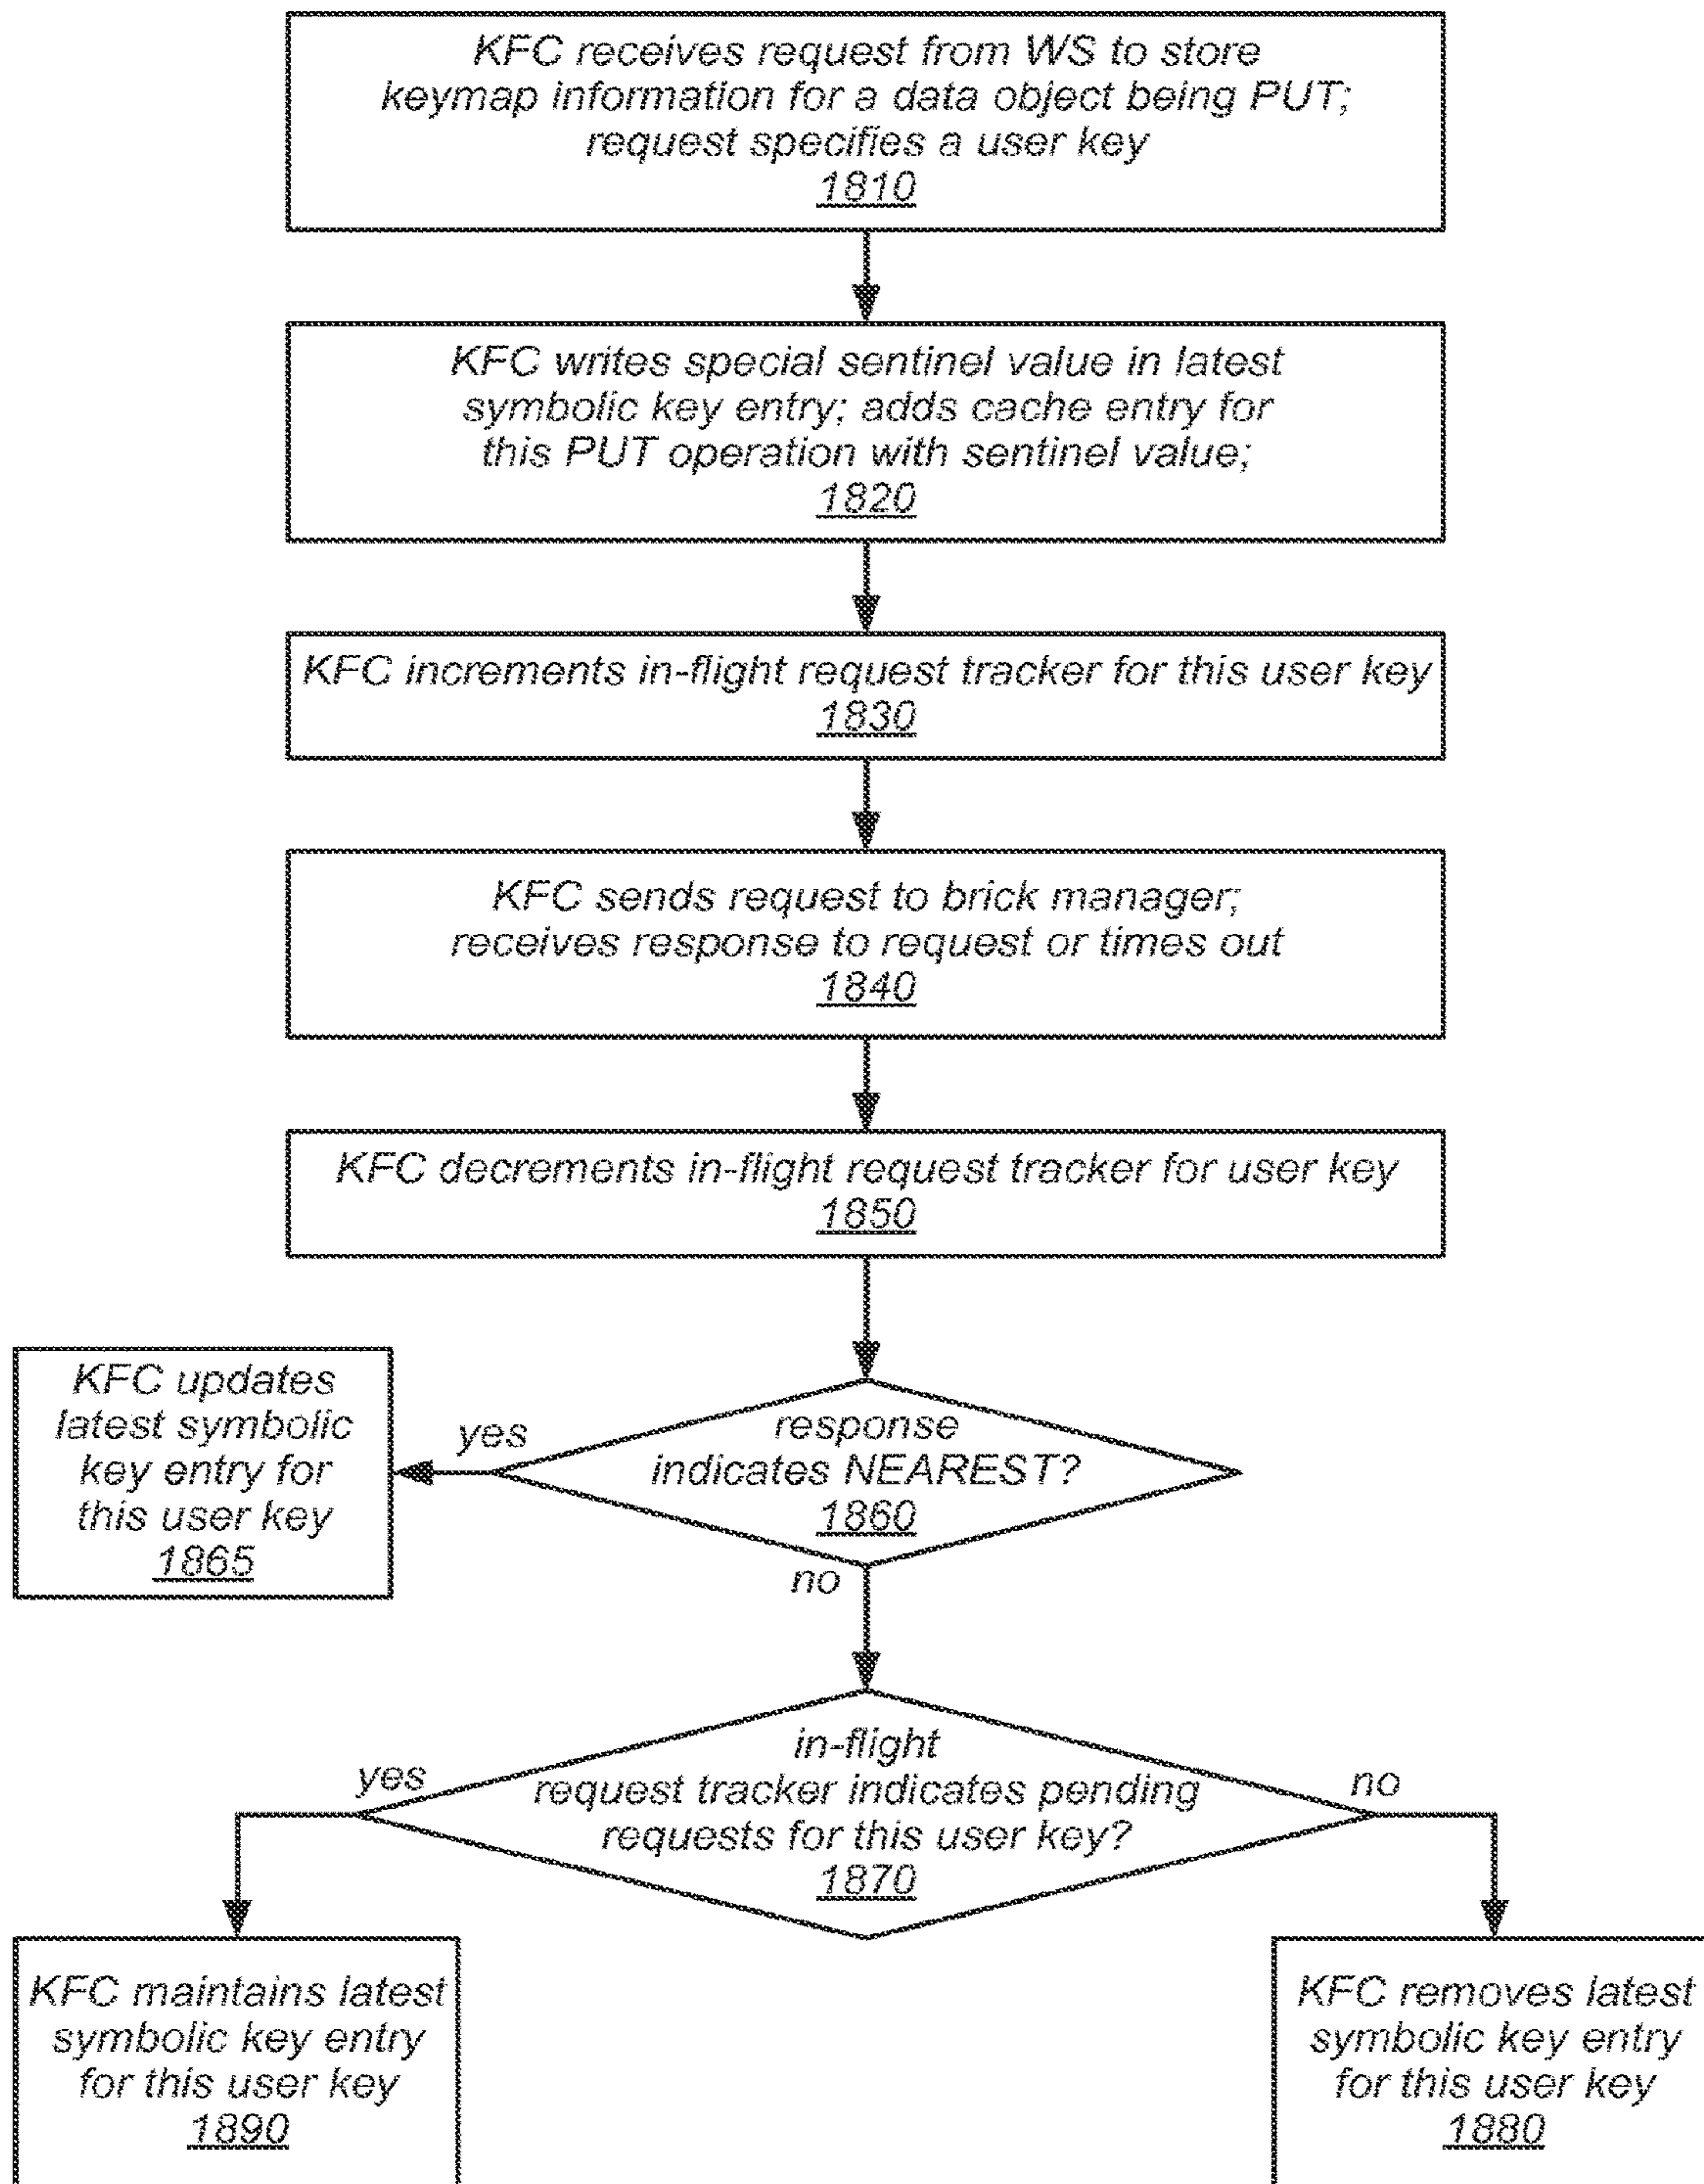 KFC receives request from WS to store
keymap information for a data object being PUT;
request specifies a user key
1810
KFC writes special sentinel value in latest
symbolic key entry; adds cache entry for
this PUT operation with sentinel value;
1820
KFC increments in-flight request tracker for this user key
1830
KFC sends request to brick manager;
receives response to request or times out
1840
KFC decrements in-flight request tracker for user key
1850
KFC updates
latest symbolic
key entry for
this user key
1865
yes
response
indicates NEAREST?
1860
no
yes
in-flight
request tracker indicates pending
requests for this user key?
1870
no
KFC maintains latest
symbolic key entry
for this user key
1890
KFC removes latest
symbolic key entry
for this user key
1880